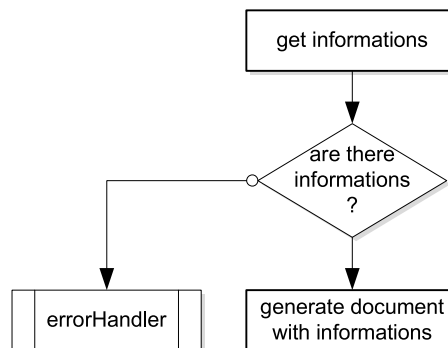 get informations
are there
informations
?
errorHandler
generate document
with informations